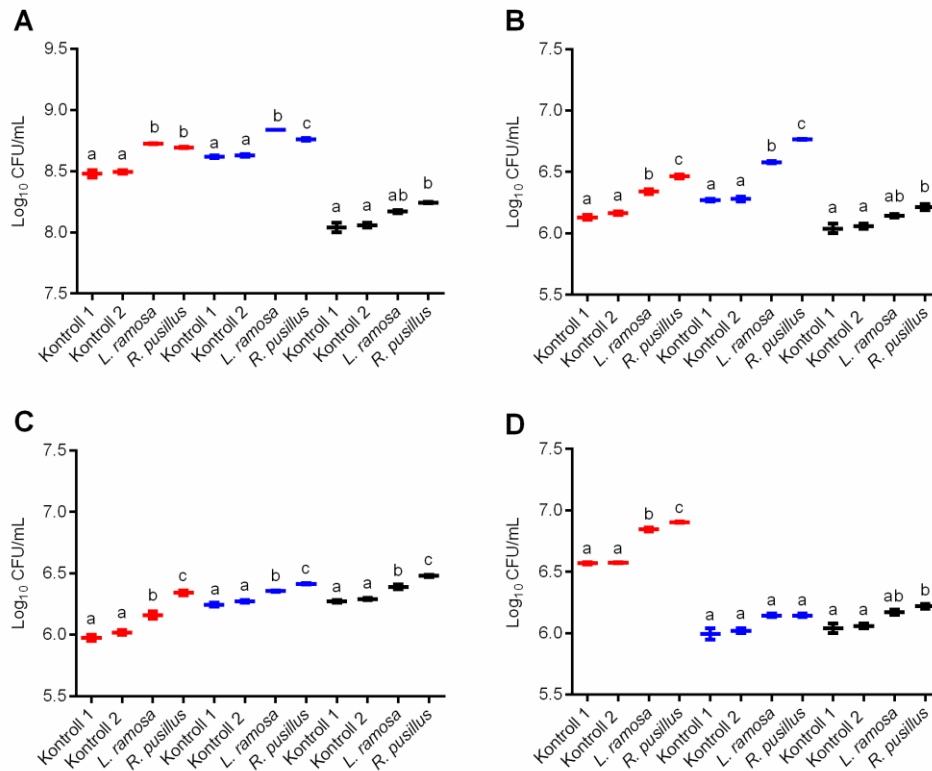 A
Log10 CFU/mL
9.5
9.0
8.5
8.0
7.5
a a b b a a b c a a ab b
Kontroll 1
Kontroll 2
L. ramosa
R. pusillus
Kontroll 1
Kontroll 2
L. ramosa
R. pusillus
Kontroll 1
Kontroll 2
L. ramosa
R. pusillus
B
Log10 CFU/mL
7.5
7.0
6.5
6.0
5.5
a a b c a a b c a a ab b
Kontroll 1
Kontroll 2
L. ramosa
R. pusillus
Kontroll 1
Kontroll 2
L. ramosa
R. pusillus
Kontroll 1
Kontroll 2
L. ramosa
R. pusillus
C
Log10 CFU/mL
7.5
7.0
6.5
6.0
5.5
a a b c a a b c a a b c
Kontroll 1
Kontroll 2
L. ramosa
R. pusillus
Kontroll 1
Kontroll 2
L. ramosa
R. pusillus
Kontroll 1
Kontroll 2
L. ramosa
R. pusillus
D
Log10 CFU/mL
7.5
7.0
6.5
6.0
5.5
a a b c a a a a a a ab b
Kontroll 1
Kontroll 2
L. ramosa
R. pusillus
Kontroll 1
Kontroll 2
L. ramosa
R. pusillus
Kontroll 1
Kontroll 2
L. ramosa
R. pusillus